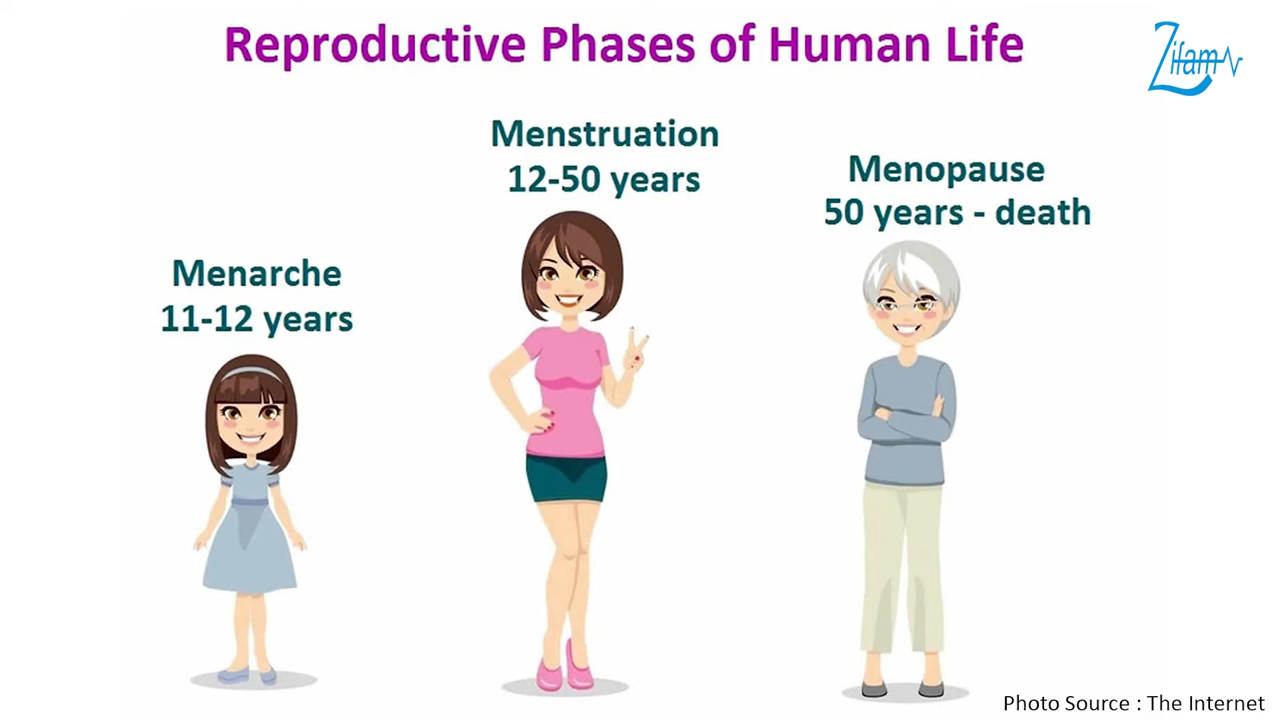 Reproductive Phases of Human Life
Zifam
Menstruation
12-50 years
Menopause
50 years - death
Menarche
11-12 years
Photo Source : The Internet